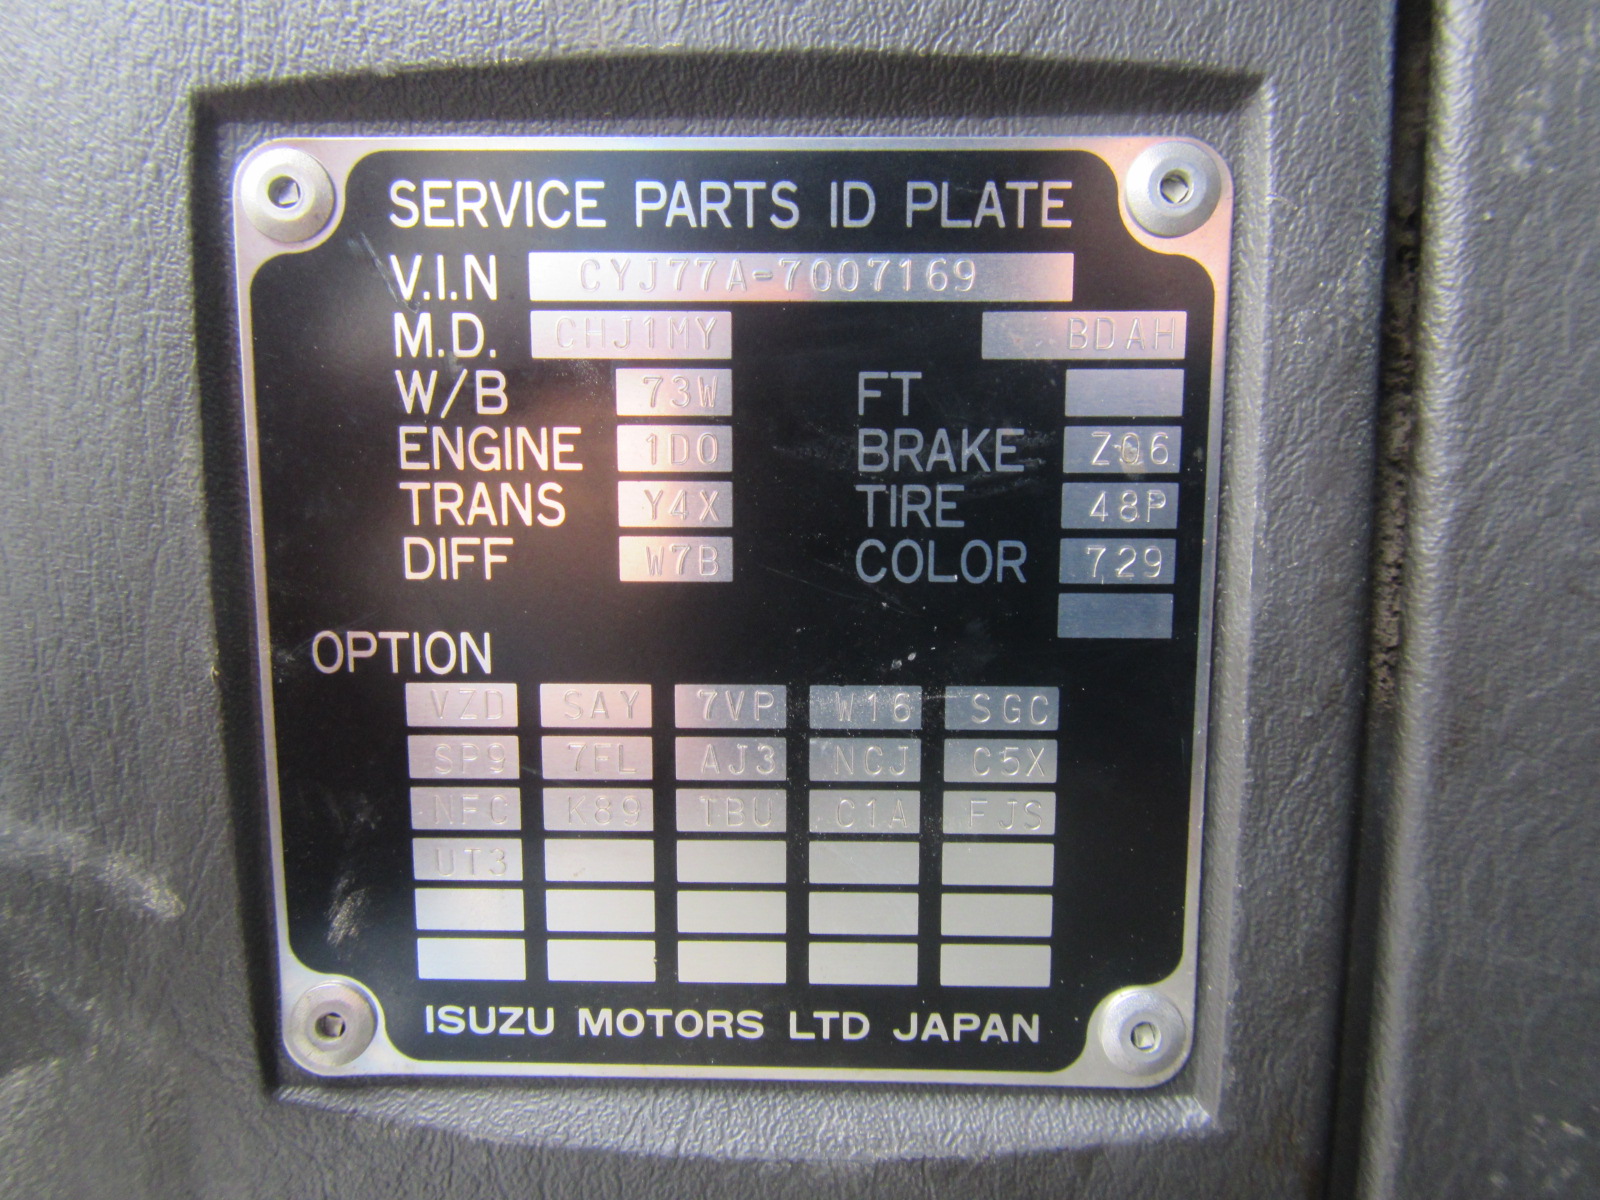 SERVICE PARTS ID PLATE
V.I.N CYJ77A-7007169
M.D. CHJ1MY BDAH
W/B 73W FT
ENGINE 1D0 BRAKE ZQ6
TRANS Y4X TIRE 48P
DIFF W7B COLOR 729
OPTION
VZD SAY 7VP W16 SGC
SP9 7FL AJ3 NCJ C5X
NFC K89 TBU C1A FJS
UT3
ISUZU MOTORS LTD JAPAN